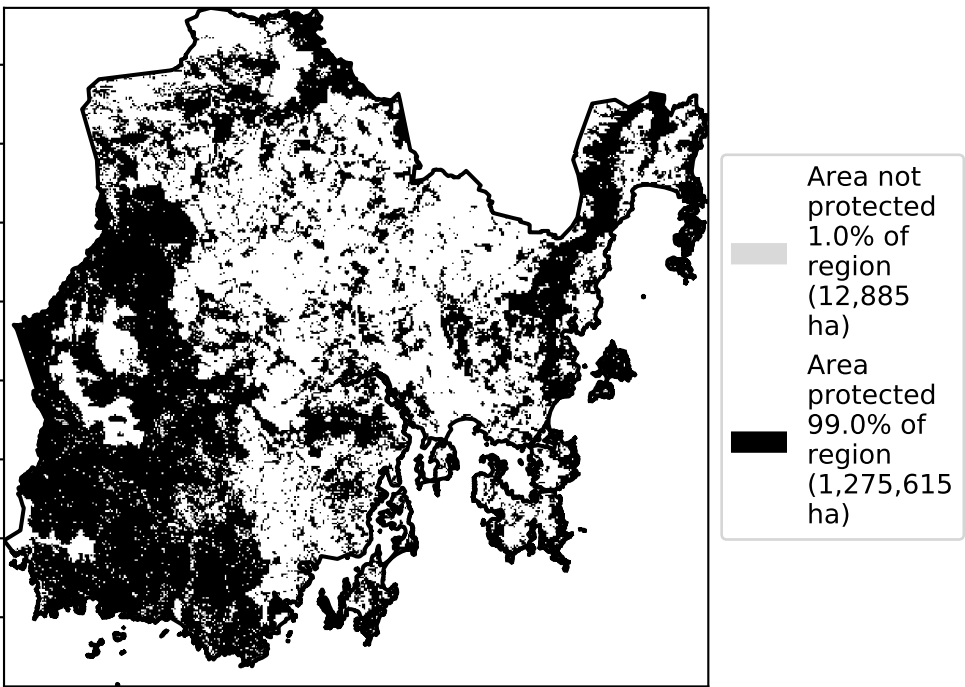 Area not
protected
1.0% of
region
(12,885
ha)
Area
protected
99.0% of
region
(1,275,615
ha)